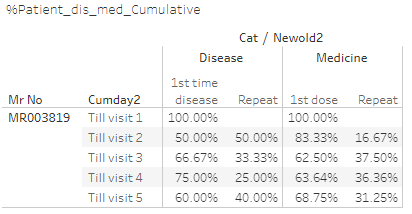 %Patient_dis_med_Cumulative
Cat / Newold2
Disease Medicine
1st time
Mr No Cumday2 disease Repeat 1st dose Repeat
MR003819 Till visit 1 100.00% 100.00%
Till visit 2 50.00% 50.00% 83.33% 16.67%
Till visit 3 66.67% 33.33% 62.50% 37.50%
Till visit 4 75.00% 25.00% 63.64% 36.36%
Till visit 5 60.00% 40.00% 68.75% 31.25%